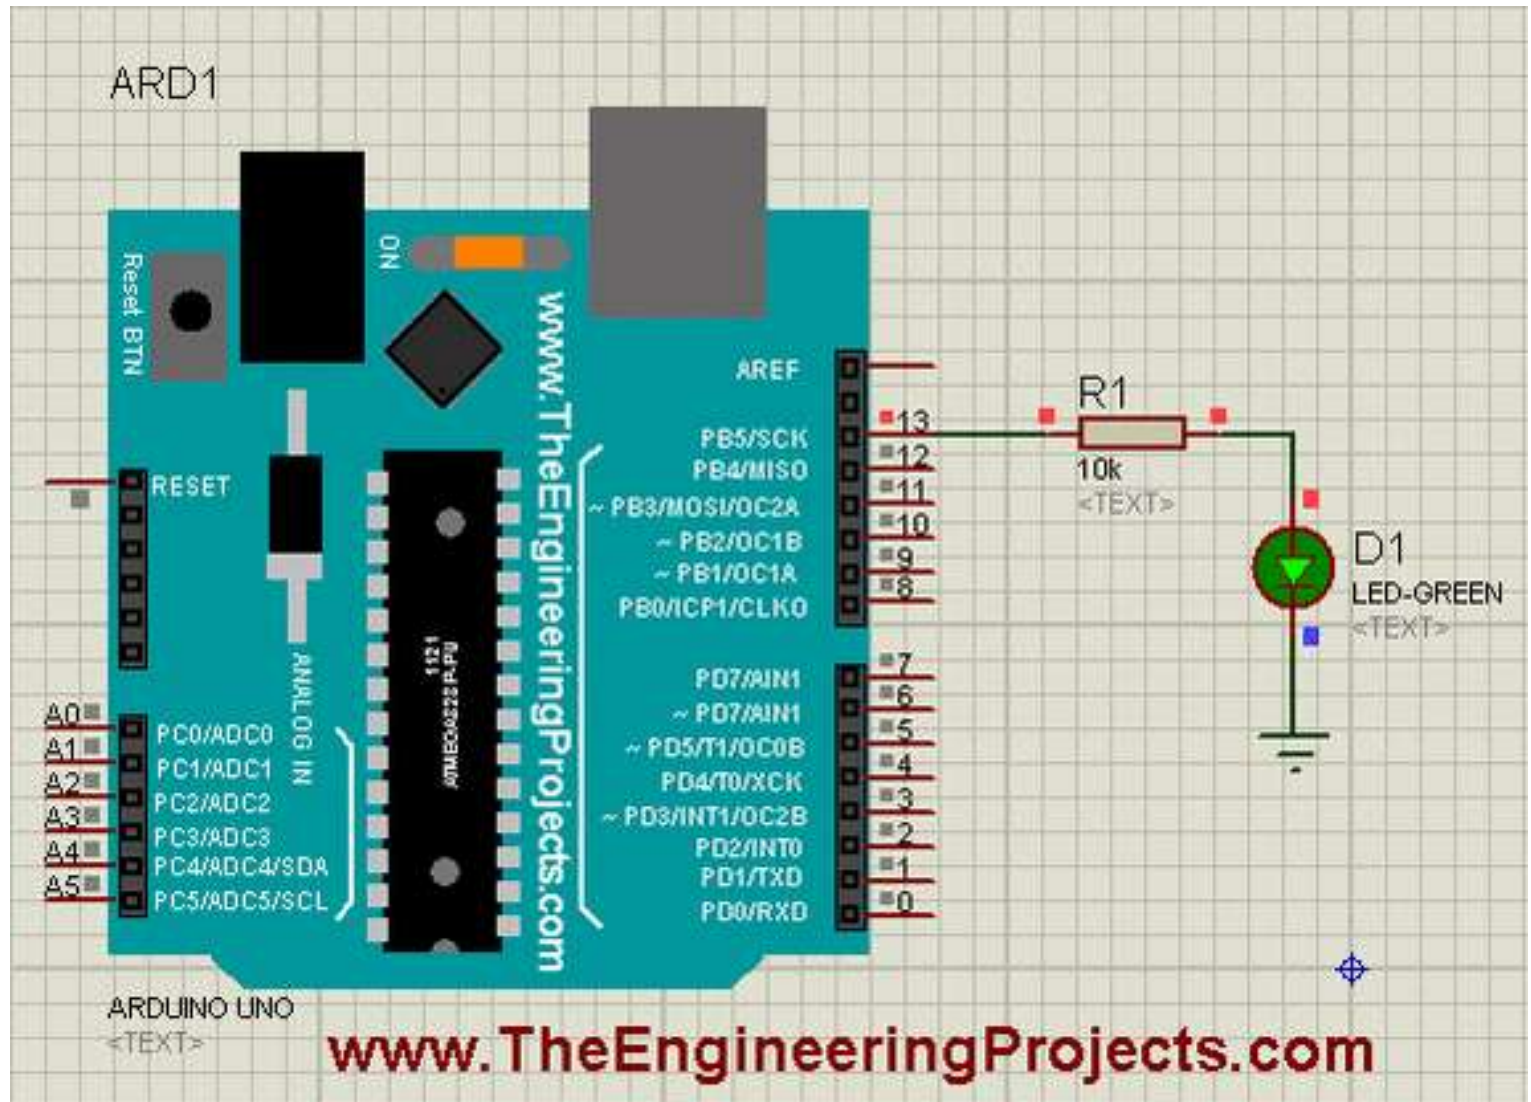 ARD1
ON
Reset BTN
www.TheEngineeringProjects.com
AREF
13
PB5/SCK
12
PB4/MISO
11
~ PB3/MOSI/OC2A
10
~ PB2/OC1B
9
~ PB1/OC1A
8
PB0/ICP1/CLKO
RESET
ANALOG IN
1121
7
PD7/AIN1
6
~ PD7/AIN1
5
~ PD5/T1/OC0B
4
PD4/T0/XCK
3
~ PD3/INT1/OC2B
2
PD2/INT0
1
PD1/TXD
0
PD0/RXD
A0
PC0/ADC0
A1
PC1/ADC1
A2
PC2/ADC2
A3
PC3/ADC3
A4
PC4/ADC4/SDA
A5
PC5/ADC5/SCL
R1
10k
<TEXT>
D1
LED-GREEN
<TEXT>
ARDUINO UNO
<TEXT>
www.TheEngineeringProjects.com